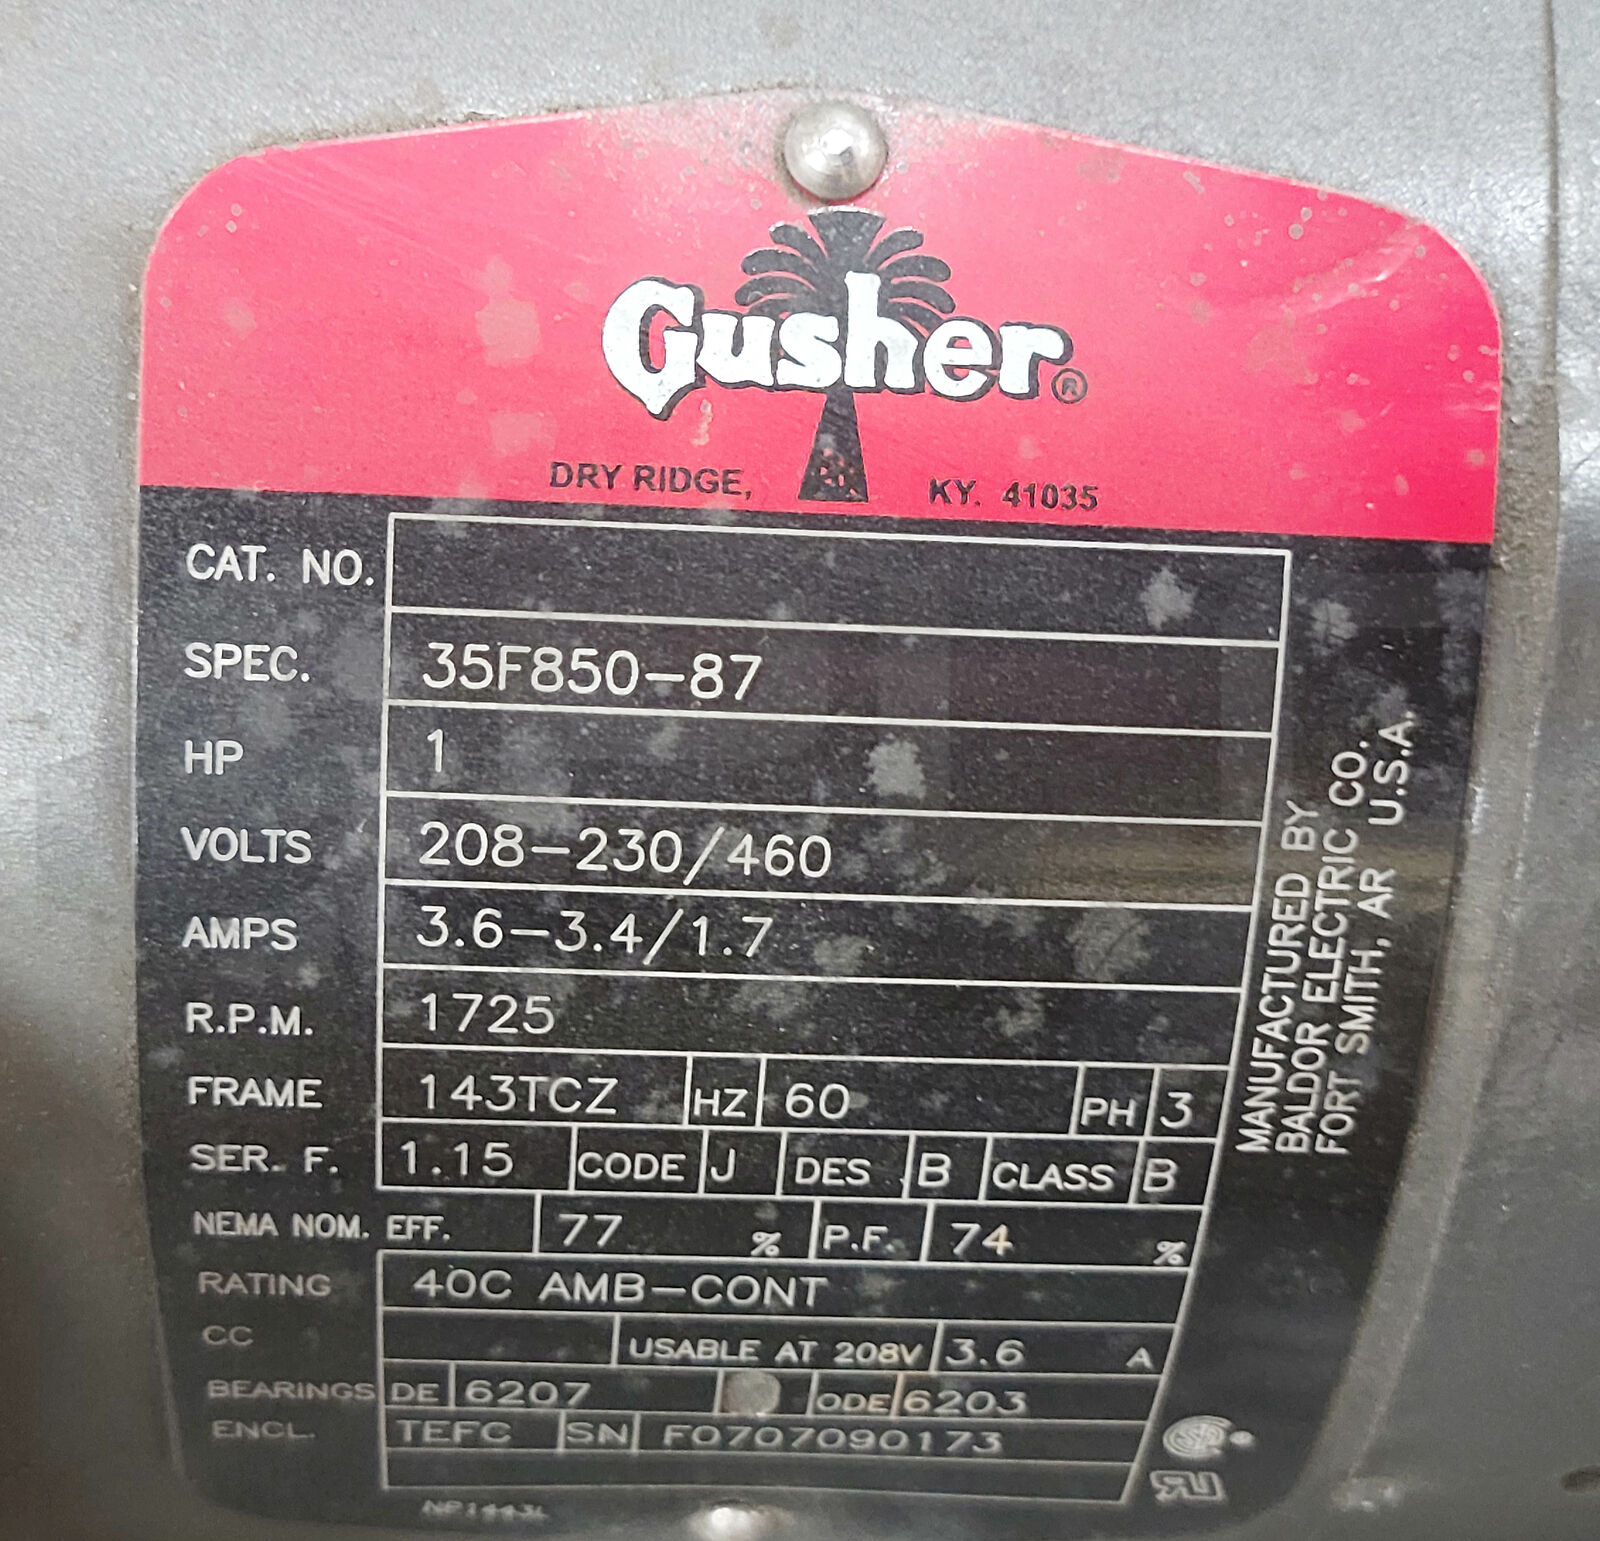 Gusher®
DRY RIDGE, KY. 41035
CAT. NO.
SPEC. 35F850-87
HP 1
VOLTS 208-230/460
AMPS 3.6-3.4/1.7
R.P.M. 1725
FRAME 143TCZ HZ 60 PH 3
SER. F. 1.15 CODE J DES B CLASS B
NEMA NOM. EFF. 77 % P.F. 74 %
RATING 40C AMB-CONT
CC USABLE AT 208V 3.6 A
BEARINGS DE 6207 ODE 6203
ENCL. TEFC SN F0707090173
NP1443L
MANUFACTURED BY
BALDOR ELECTRIC CO.
FORT SMITH, AR U.S.A.